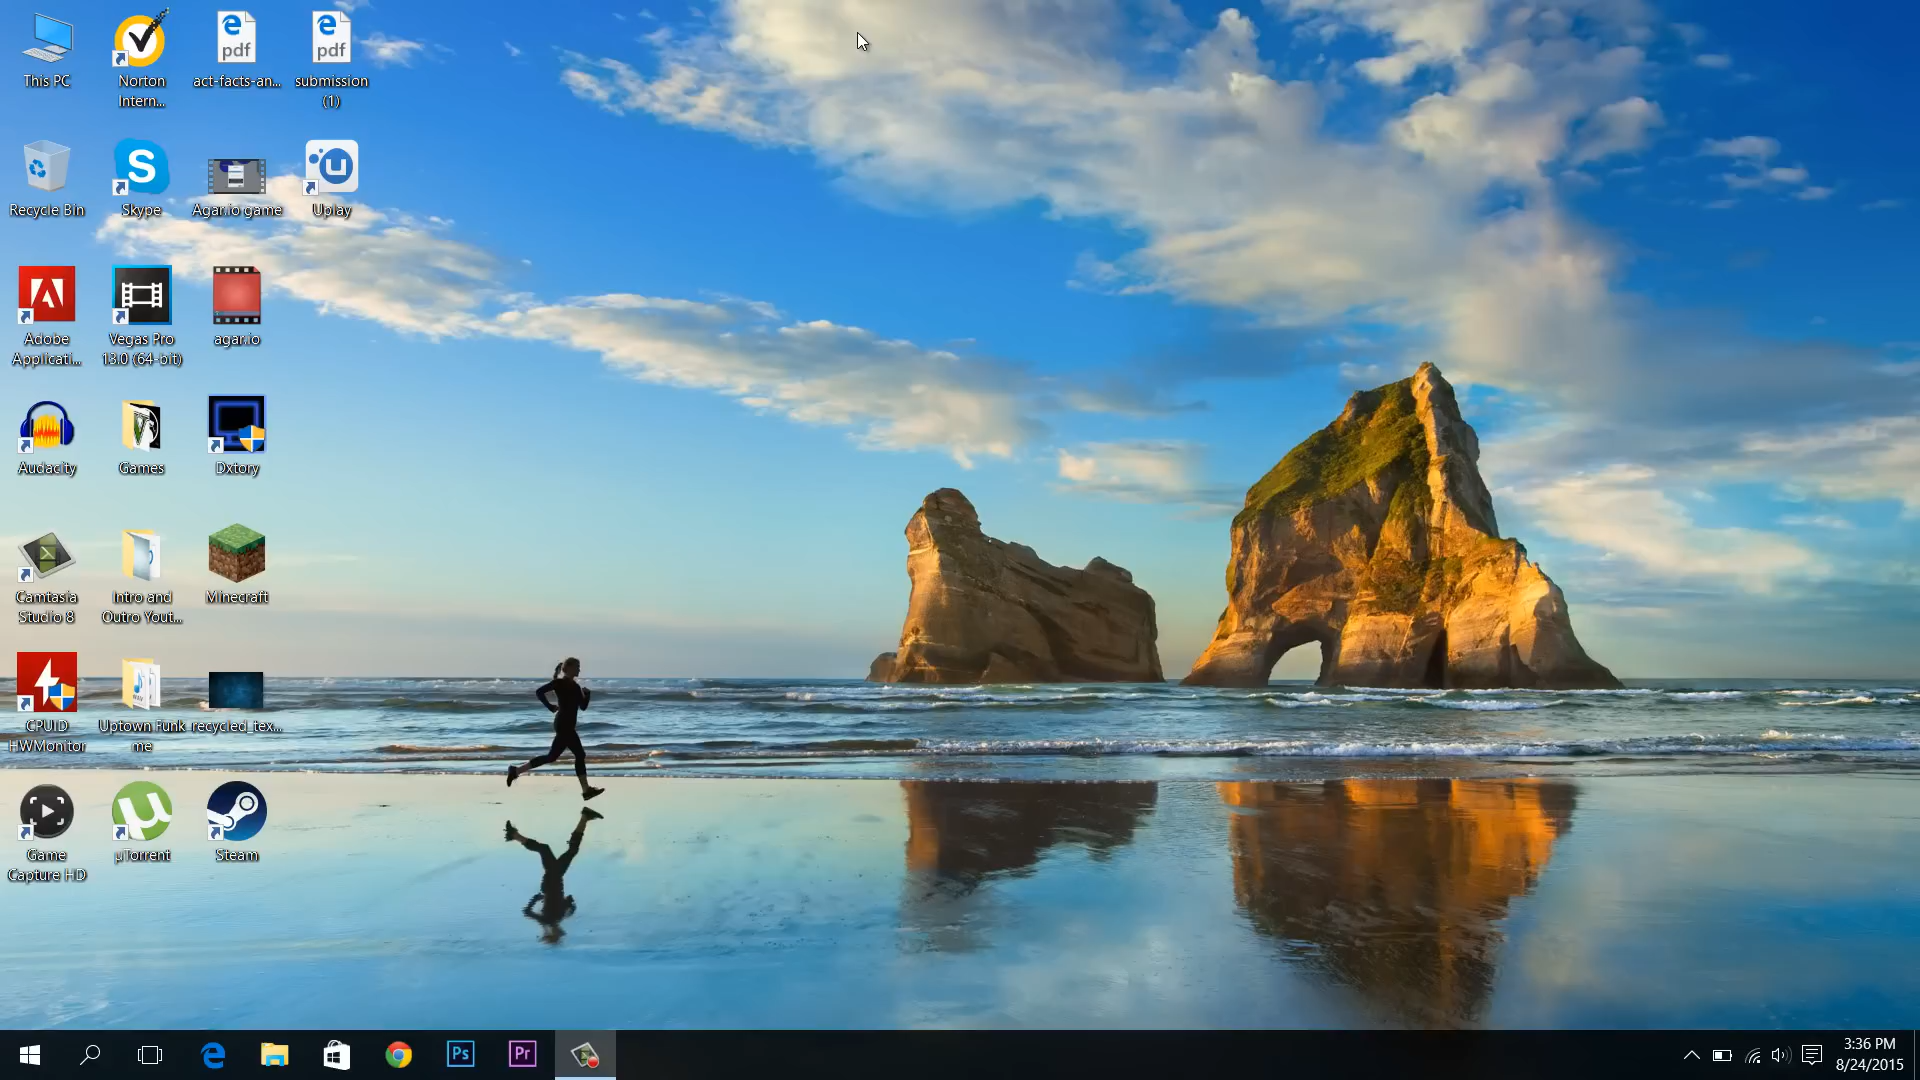 This PC
Norton
Intern...
pdf
act-facts-an...
pdf
submission
(1)
Recycle Bin
S
Skype
Agar.io game
u
Uplay
Adobe
Applicati...
Vegas Pro
13.0 (64-bit)
agar.io
Audacity
Games
Dxtory
Camtasia
Studio 8
Intro and
Outro Yout...
Minecraft
CPUID
HWMonitor
Uptown Funk
me
recycled_tex...
Game
Capture HD
µ
µTorrent
Steam
Ps
Pr
3:36 PM
8/24/2015